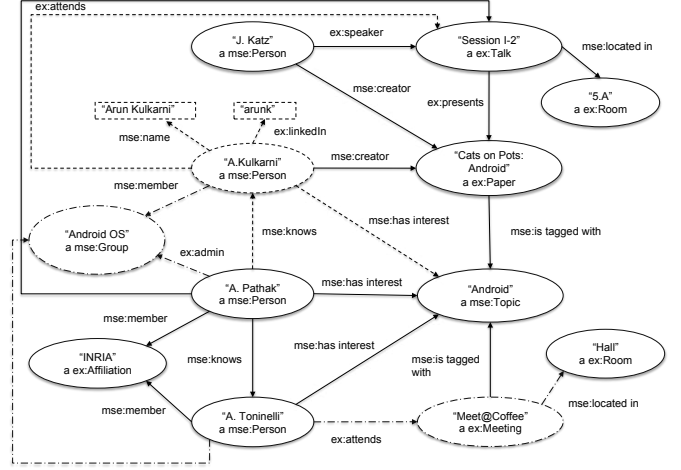 ex:attends
"J. Katz"
a mse:Person
ex:speaker
"Session I-2"
a ex:Talk
mse:located in
"5.A"
a ex:Room
mse:creator
ex:presents
"Arun Kulkarni"
"arunk"
mse:name
ex:linkedIn
"A.Kulkarni"
a mse:Person
mse:creator
"Cats on Pots:
Android"
a ex:Paper
mse:member
mse:has interest
"Android OS"
a mse:Group
mse:knows
mse:is tagged with
ex:admin
"A. Pathak"
a mse:Person
mse:has interest
"Android"
a mse:Topic
mse:member
mse:has interest
"INRIA"
a ex:Affiliation
mse:knows
mse:is tagged
with
"Hall"
a ex:Room
mse:member
"A. Toninelli"
a mse:Person
ex:attends
"Meet@Coffee"
a ex:Meeting
mse:located in